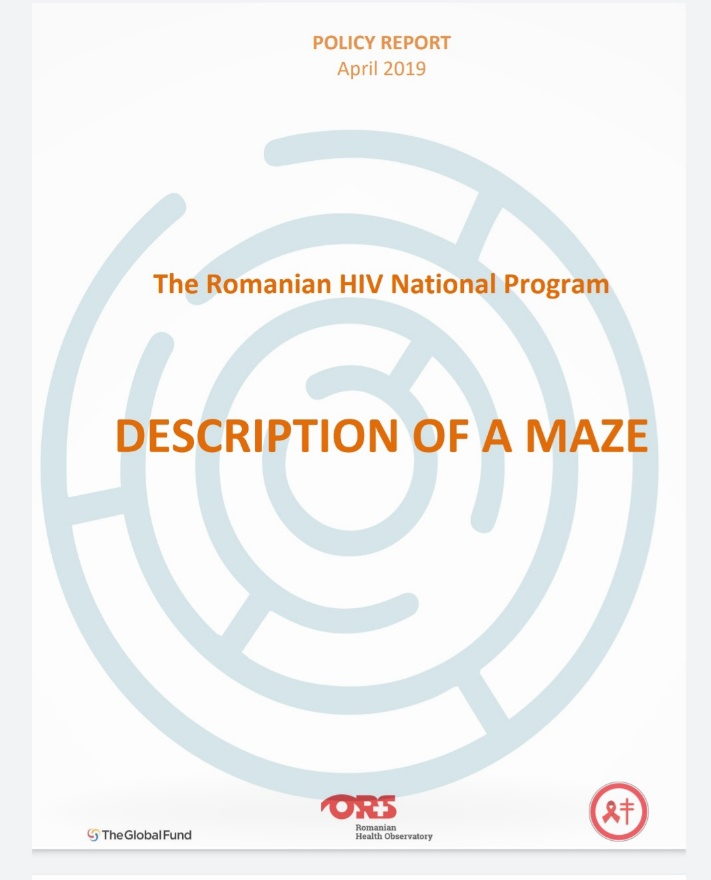 POLICY REPORT
April 2019
The Romanian HIV National Program
DESCRIPTION OF A MAZE
TheGlobalFund
ORS
Romanian
Health Observatory